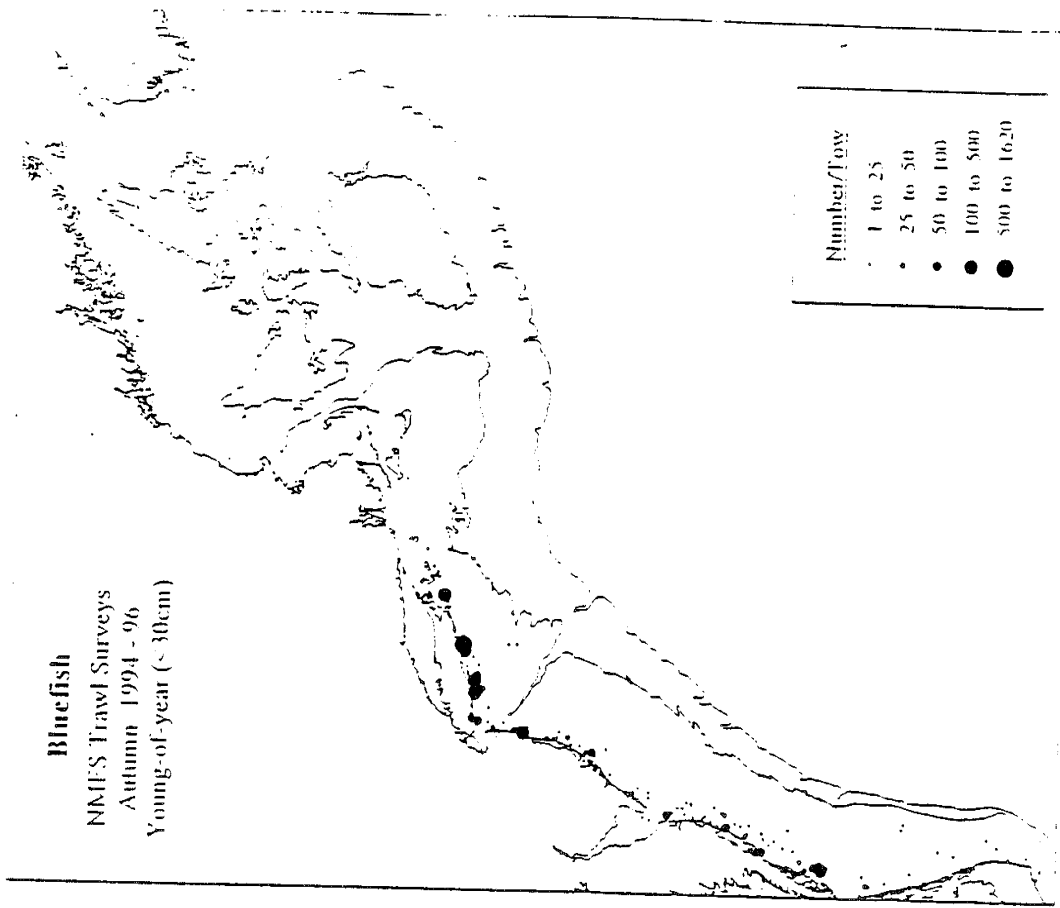 Bluefish
NMFS Trawl Surveys
Autumn 1994 - 96
Young-of-year (<30cm)
Number/Tow
1 to 25
25 to 50
50 to 100
100 to 500
500 to 1620